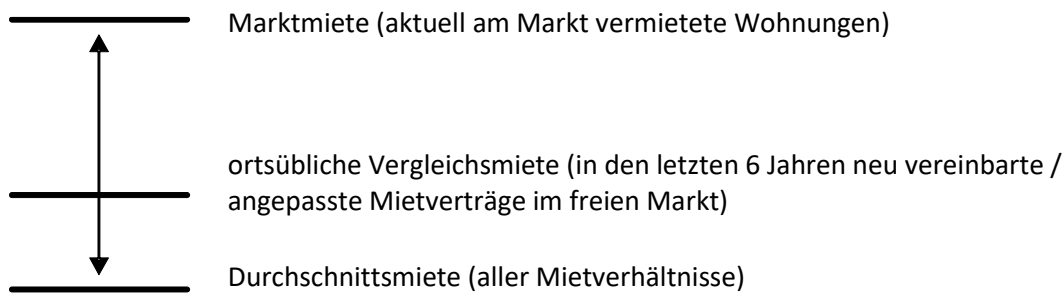 Marktmiete (aktuell am Markt vermietete Wohnungen)
ortsübliche Vergleichsmiete (in den letzten 6 Jahren neu vereinbarte /
angepasste Mietverträge im freien Markt)
Durchschnittsmiete (aller Mietverhältnisse)